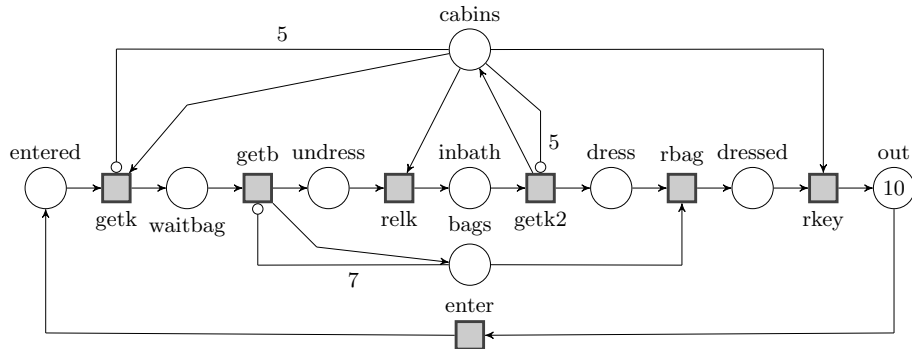 cabins
5
5
entered
getb
undress
inbath
dress
rbag
dressed
out
10
getk
waitbag
relk
bags
getk2
rkey
7
enter